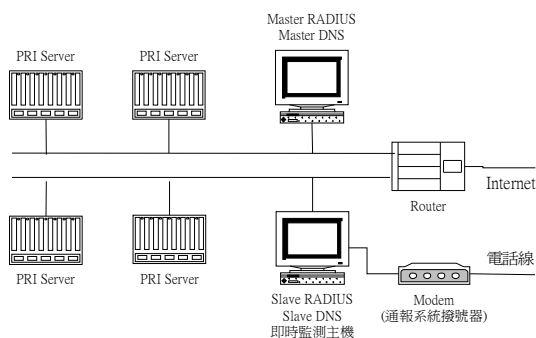 Master RADIUS
Master DNS
PRI Server
PRI Server
Internet
Router
電話線
PRI Server
PRI Server
Slave RADIUS
Slave DNS
即時監測主機
Modem
(通報系統撥號器)